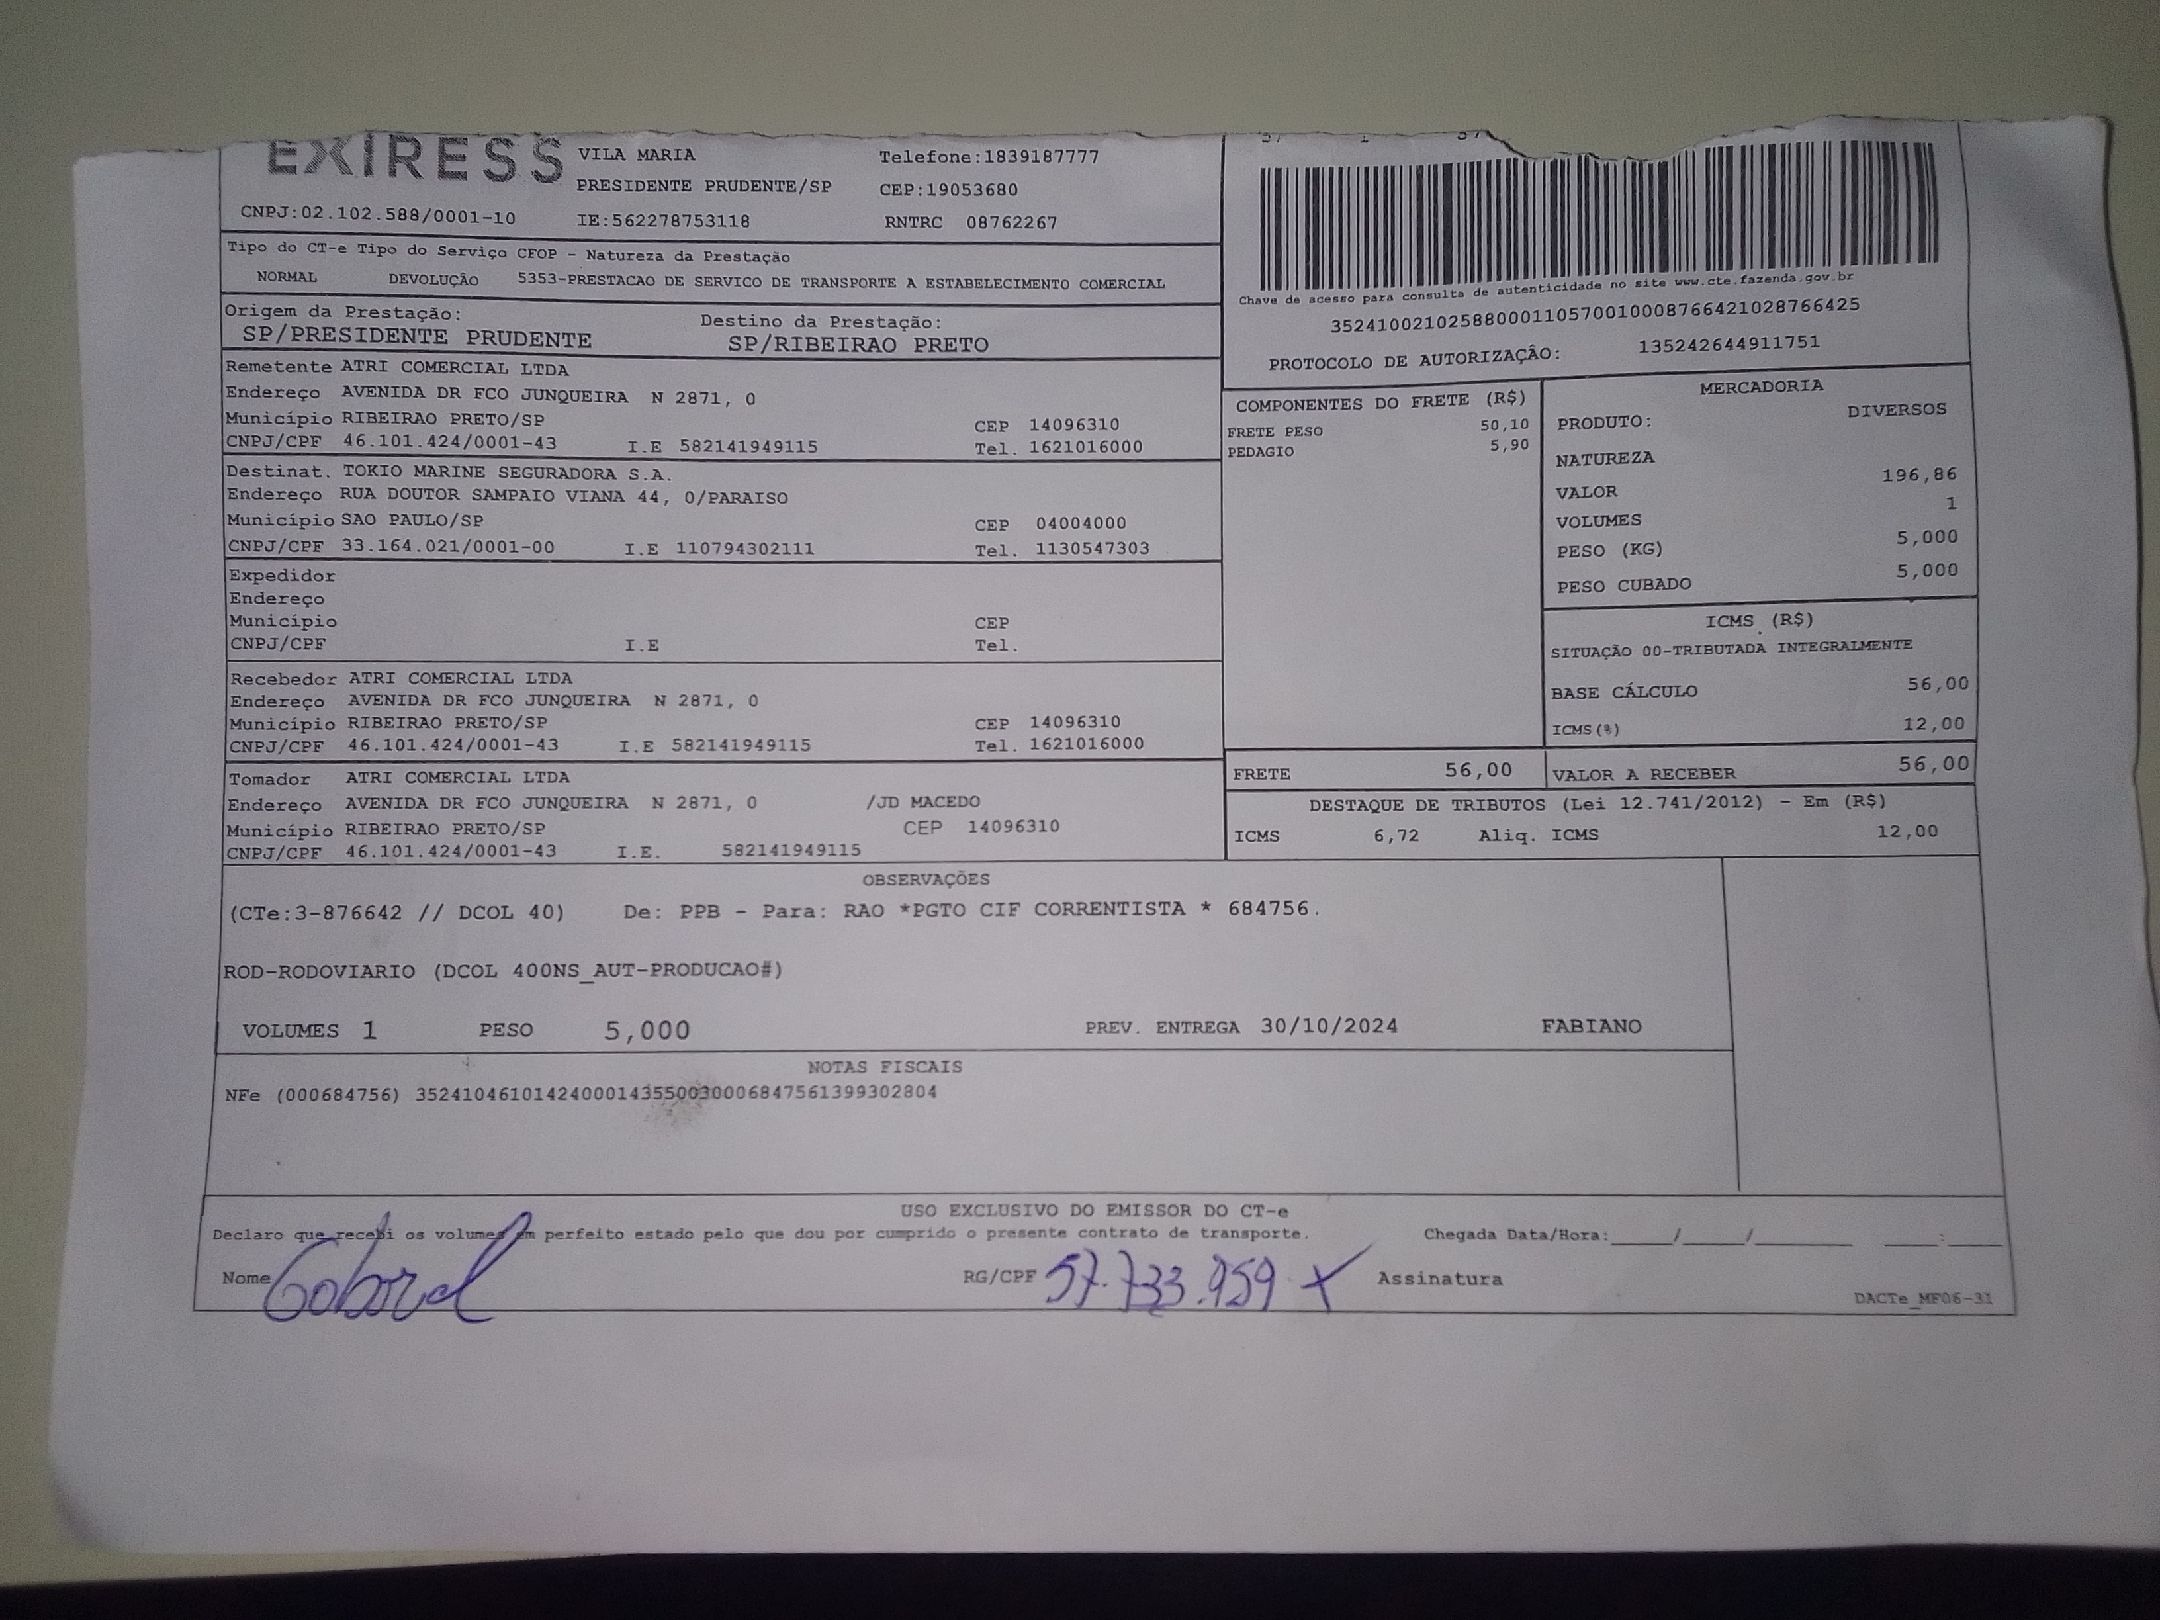 EXIRESS
VILA MARIA Telefone:1839187777
PRESIDENTE PRUDENTE/SP CEP:19053680
CNPJ:02.102.588/0001-10 IE:562278753118 RNTRC 08762267
Tipo do CT-e Tipo do Serviço CFOP - Natureza da Prestação
NORMAL DEVOLUÇÃO 5353-PRESTACAO DE SERVICO DE TRANSPORTE A ESTABELECIMENTO COMERCIAL
Origem da Prestação: Destino da Prestação:
SP/PRESIDENTE PRUDENTE SP/RIBEIRAO PRETO
Chave de acesso para consulta de autenticidade no site www.cte.fazenda.gov.br
35241002102588000110570010008766421028766425
PROTOCOLO DE AUTORIZAÇÃO: 135242644911751
Remetente ATRI COMERCIAL LTDA
Endereço AVENIDA DR FCO JUNQUEIRA N 2871, 0
Município RIBEIRAO PRETO/SP CEP 14096310
CNPJ/CPF 46.101.424/0001-43 I.E 582141949115 Tel. 1621016000
Destinat. TOKIO MARINE SEGURADORA S.A.
Endereço RUA DOUTOR SAMPAIO VIANA 44, 0/PARAISO
Município SAO PAULO/SP CEP 04004000
CNPJ/CPF 33.164.021/0001-00 I.E 110794302111 Tel. 1130547303
Expedidor
Endereço
Município CEP
CNPJ/CPF I.E Tel.
Recebedor ATRI COMERCIAL LTDA
Endereço AVENIDA DR FCO JUNQUEIRA N 2871, 0
Município RIBEIRAO PRETO/SP CEP 14096310
CNPJ/CPF 46.101.424/0001-43 I.E 582141949115 Tel. 1621016000
Tomador ATRI COMERCIAL LTDA
Endereço AVENIDA DR FCO JUNQUEIRA N 2871, 0 /JD MACEDO
Município RIBEIRAO PRETO/SP CEP 14096310
CNPJ/CPF 46.101.424/0001-43 I.E. 582141949115
COMPONENTES DO FRETE (R$)
FRETE PESO 50,10
PEDAGIO 5,90
MERCADORIA
PRODUTO: DIVERSOS
NATUREZA
VALOR 196,86
VOLUMES 1
PESO (KG) 5,000
PESO CUBADO 5,000
ICMS (R$)
SITUAÇÃO 00-TRIBUTADA INTEGRALMENTE
BASE CÁLCULO 56,00
ICMS(%) 12,00
FRETE 56,00 VALOR A RECEBER 56,00
DESTAQUE DE TRIBUTOS (Lei 12.741/2012) - Em (R$)
ICMS 6,72 Aliq. ICMS 12,00
OBSERVAÇÕES
(CTe:3-876642 // DCOL 40) De: PPB - Para: RAO *PGTO CIF CORRENTISTA * 684756.
ROD-RODOVIARIO (DCOL 400NS_AUT-PRODUCAO#)
VOLUMES 1 PESO 5,000 PREV. ENTREGA 30/10/2024 FABIANO
NOTAS FISCAIS
NFe (000684756) 35241046101424000143550030006847561399302804
USO EXCLUSIVO DO EMISSOR DO CT-e
Declaro que recebi os volumes em perfeito estado pelo que dou por cumprido o presente contrato de transporte. Chegada Data/Hora:_____/_____/_______ ____:____
Nome Gabriel RG/CPF 57.733.959 X Assinatura
DACTe_MF06-31